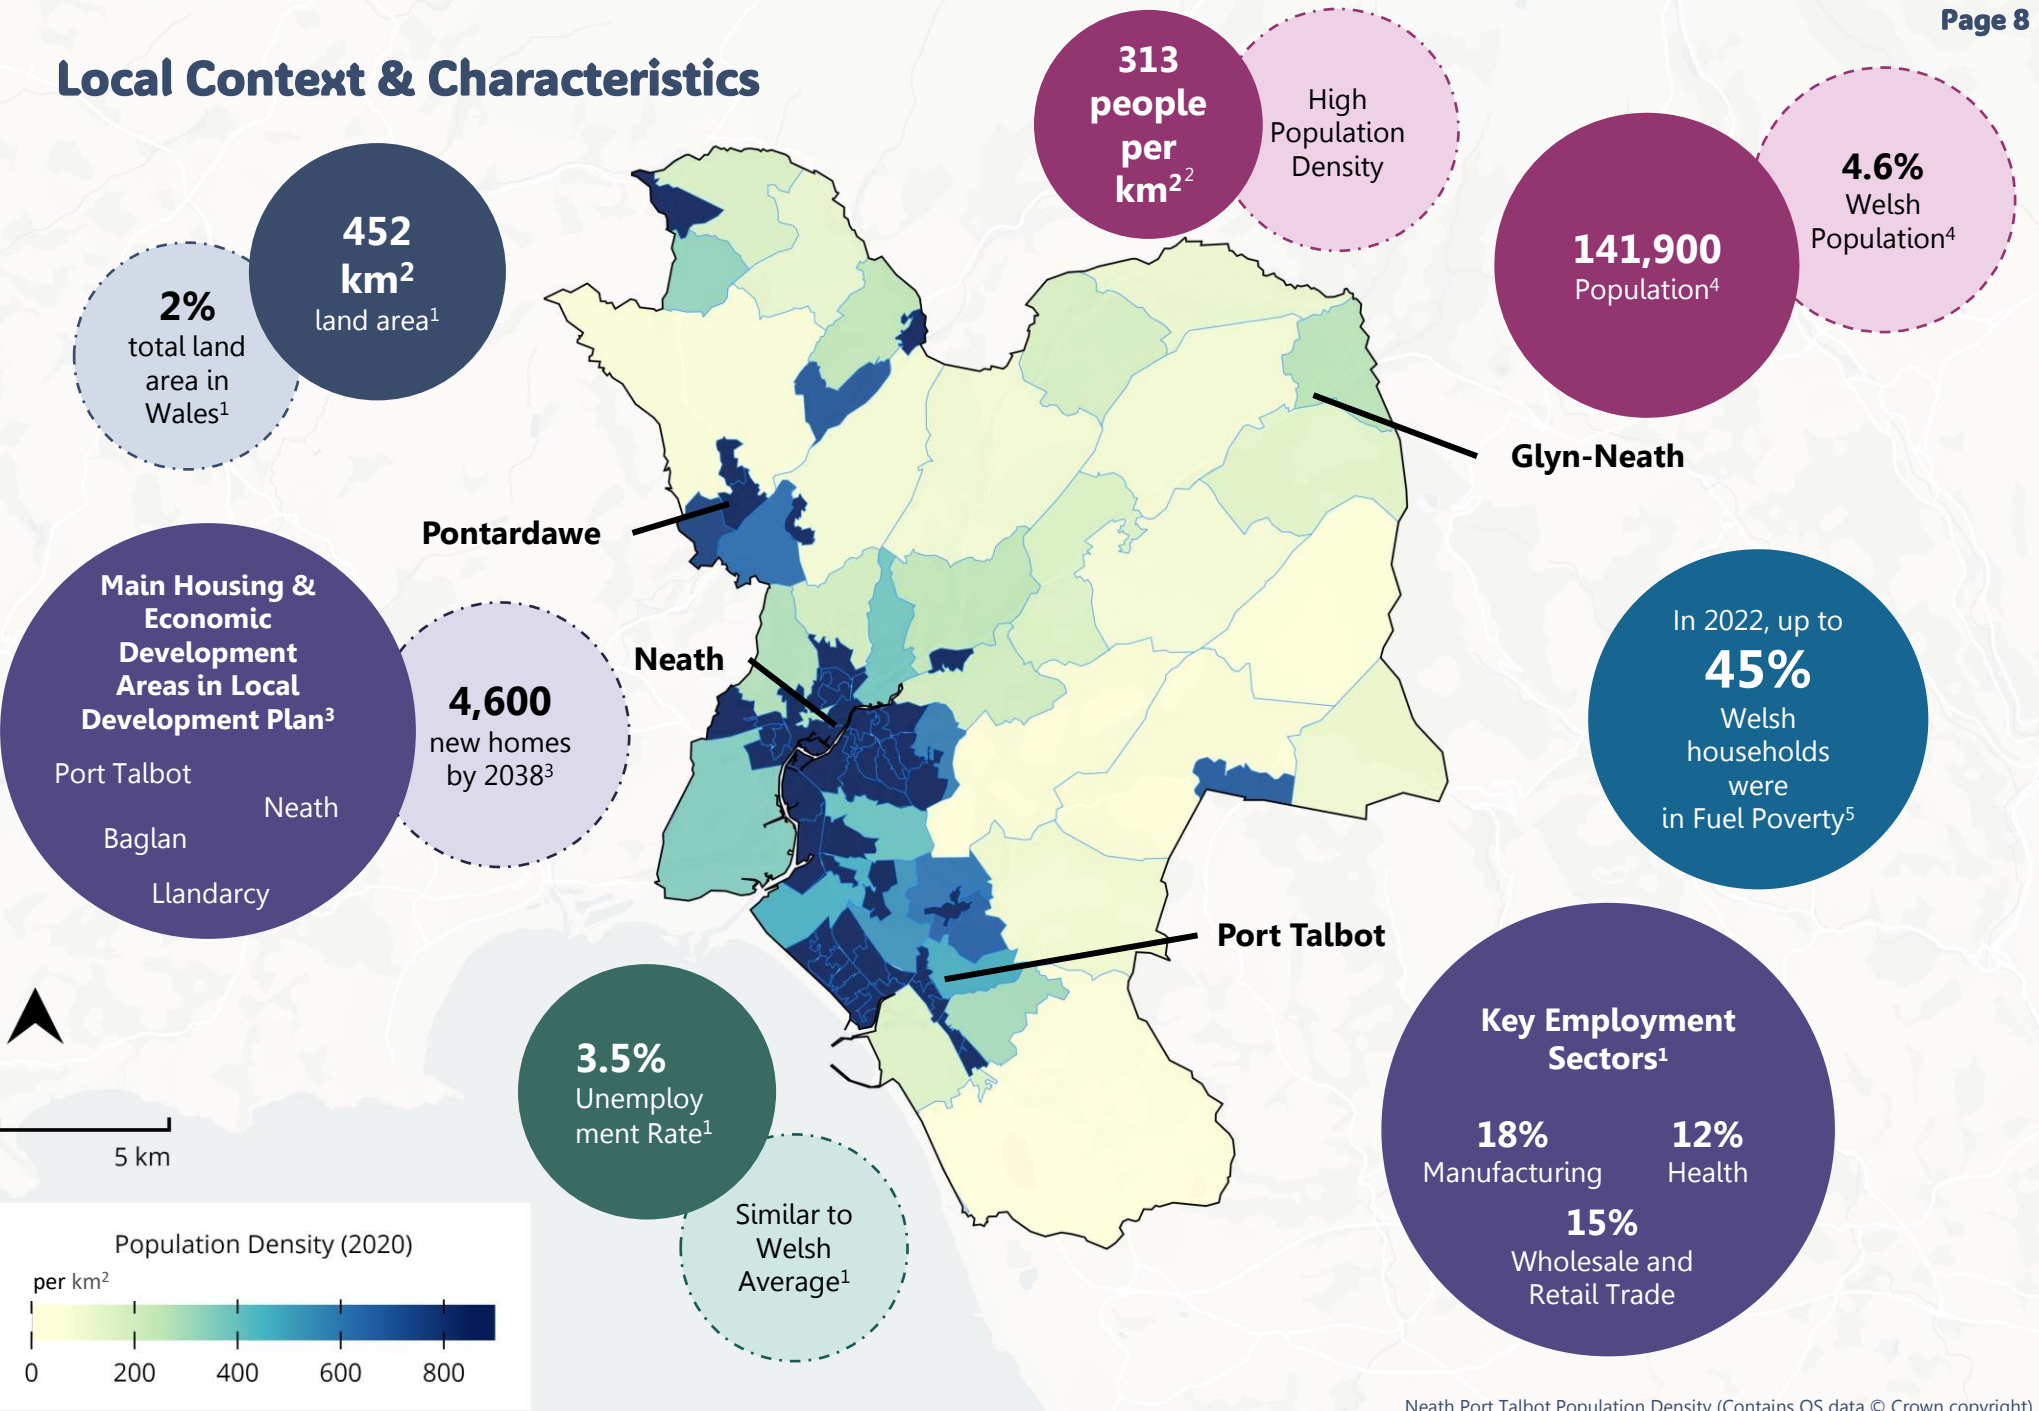 Page 8
Local Context & Characteristics
313
people
per
km²²
High
Population
Density
4.6%
Welsh
Population⁴
141,900
Population⁴
452
km²
land area¹
2%
total land
area in
Wales¹
Glyn-Neath
Pontardawe
Main Housing &
Economic
Development
Areas in Local
Development Plan³
Port Talbot
Neath
Baglan
Llandarcy
4,600
new homes
by 2038³
Neath
In 2022, up to
45%
Welsh
households
were
in Fuel Poverty⁵
Port Talbot
3.5%
Unemploy
ment Rate¹
Similar to
Welsh
Average¹
Key Employment
Sectors¹
18%
Manufacturing
12%
Health
15%
Wholesale and
Retail Trade
5 km
Population Density (2020)
per km²
0 200 400 600 800
Neath Port Talbot Population Density (Contains OS data © Crown copyright)